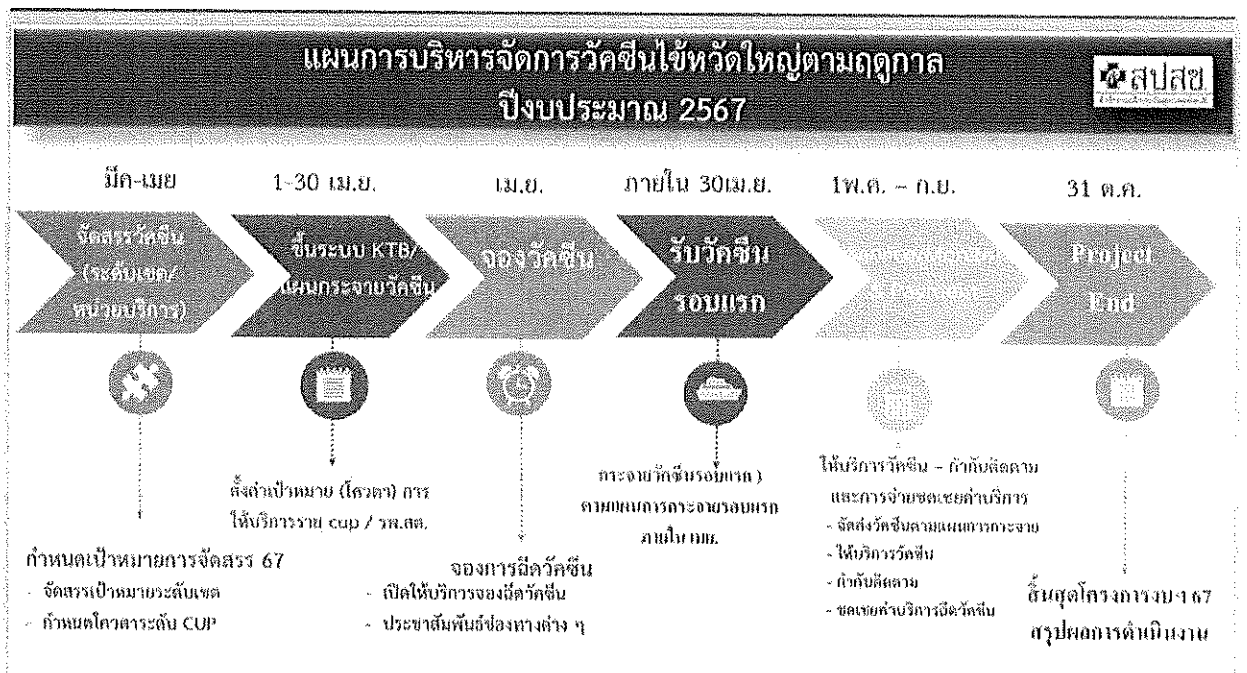 แผนการบริหารจัดการวัคซีนไข้หวัดใหญ่ตามฤดูกาล
ปีงบประมาณ 2567
สปสช.
มีค-เมย
1-30 เม.ย.
เม.ย.
ภายใน 30เม.ย.
1พ.ค. – ก.ย.
31 ต.ค.
จัดสรรวัคซีน
(ระดับเขต/
หน่วยบริการ)
ขึ้นระบบ KTB/
แผนกระจายวัคซีน
จองวัคซีน
รับวัคซีน
รอบแรก
Project
End
ตั้งค่าเป้าหมาย (โควตา) การ
ให้บริการราย cup / รพ.สต.
กระจายวัคซีนรอบแรก )
ตามแผนการกระจายรอบแรก
ภายใน เมย.
ให้บริการวัคซีน – กำกับติดตาม
และการจ่ายชดเชยค่าบริการ
- จัดส่งวัคซีนตามแผนการกระจาย
- ให้บริการวัคซีน
- กำกับติดตาม
- ชดเชยค่าบริการฉีดวัคซีน
กำหนดเป้าหมายการจัดสรร 67
- จัดสรรเป้าหมายระดับเขต
- กำหนดโควตาระดับ CUP
จองการฉีดวัคซีน
- เปิดให้บริการจองฉีดวัคซีน
- ประชาสัมพันธ์ช่องทางต่าง ๆ
สิ้นสุดโครงการงบฯ 67
สรุปผลการดำเนินงาน